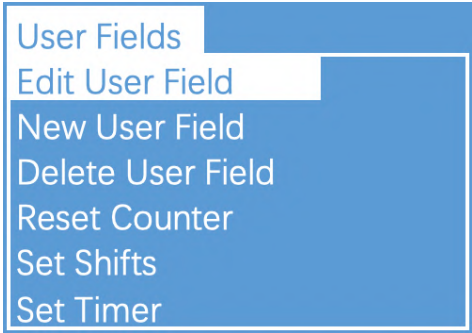 User Fields
Edit User Field
New User Field
Delete User Field
Reset Counter
Set Shifts
Set Timer